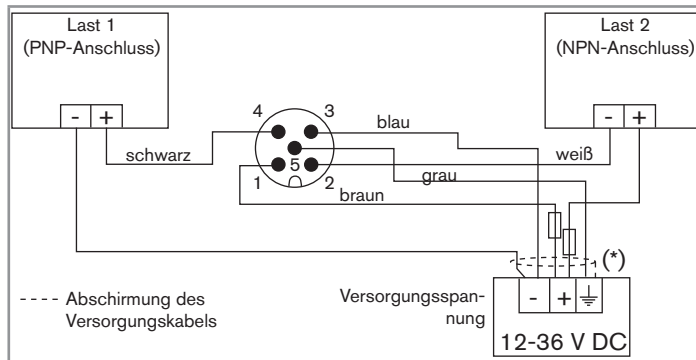 Last 1
(PNP-Anschluss)
- +
Last 2
(NPN-Anschluss)
- +
4 3
5
1 2
schwarz
blau
weiß
grau
braun
(*)
---- Abschirmung des
Versorgungskabels
Versorgungsspan-
nung
- +
12-36 V DC